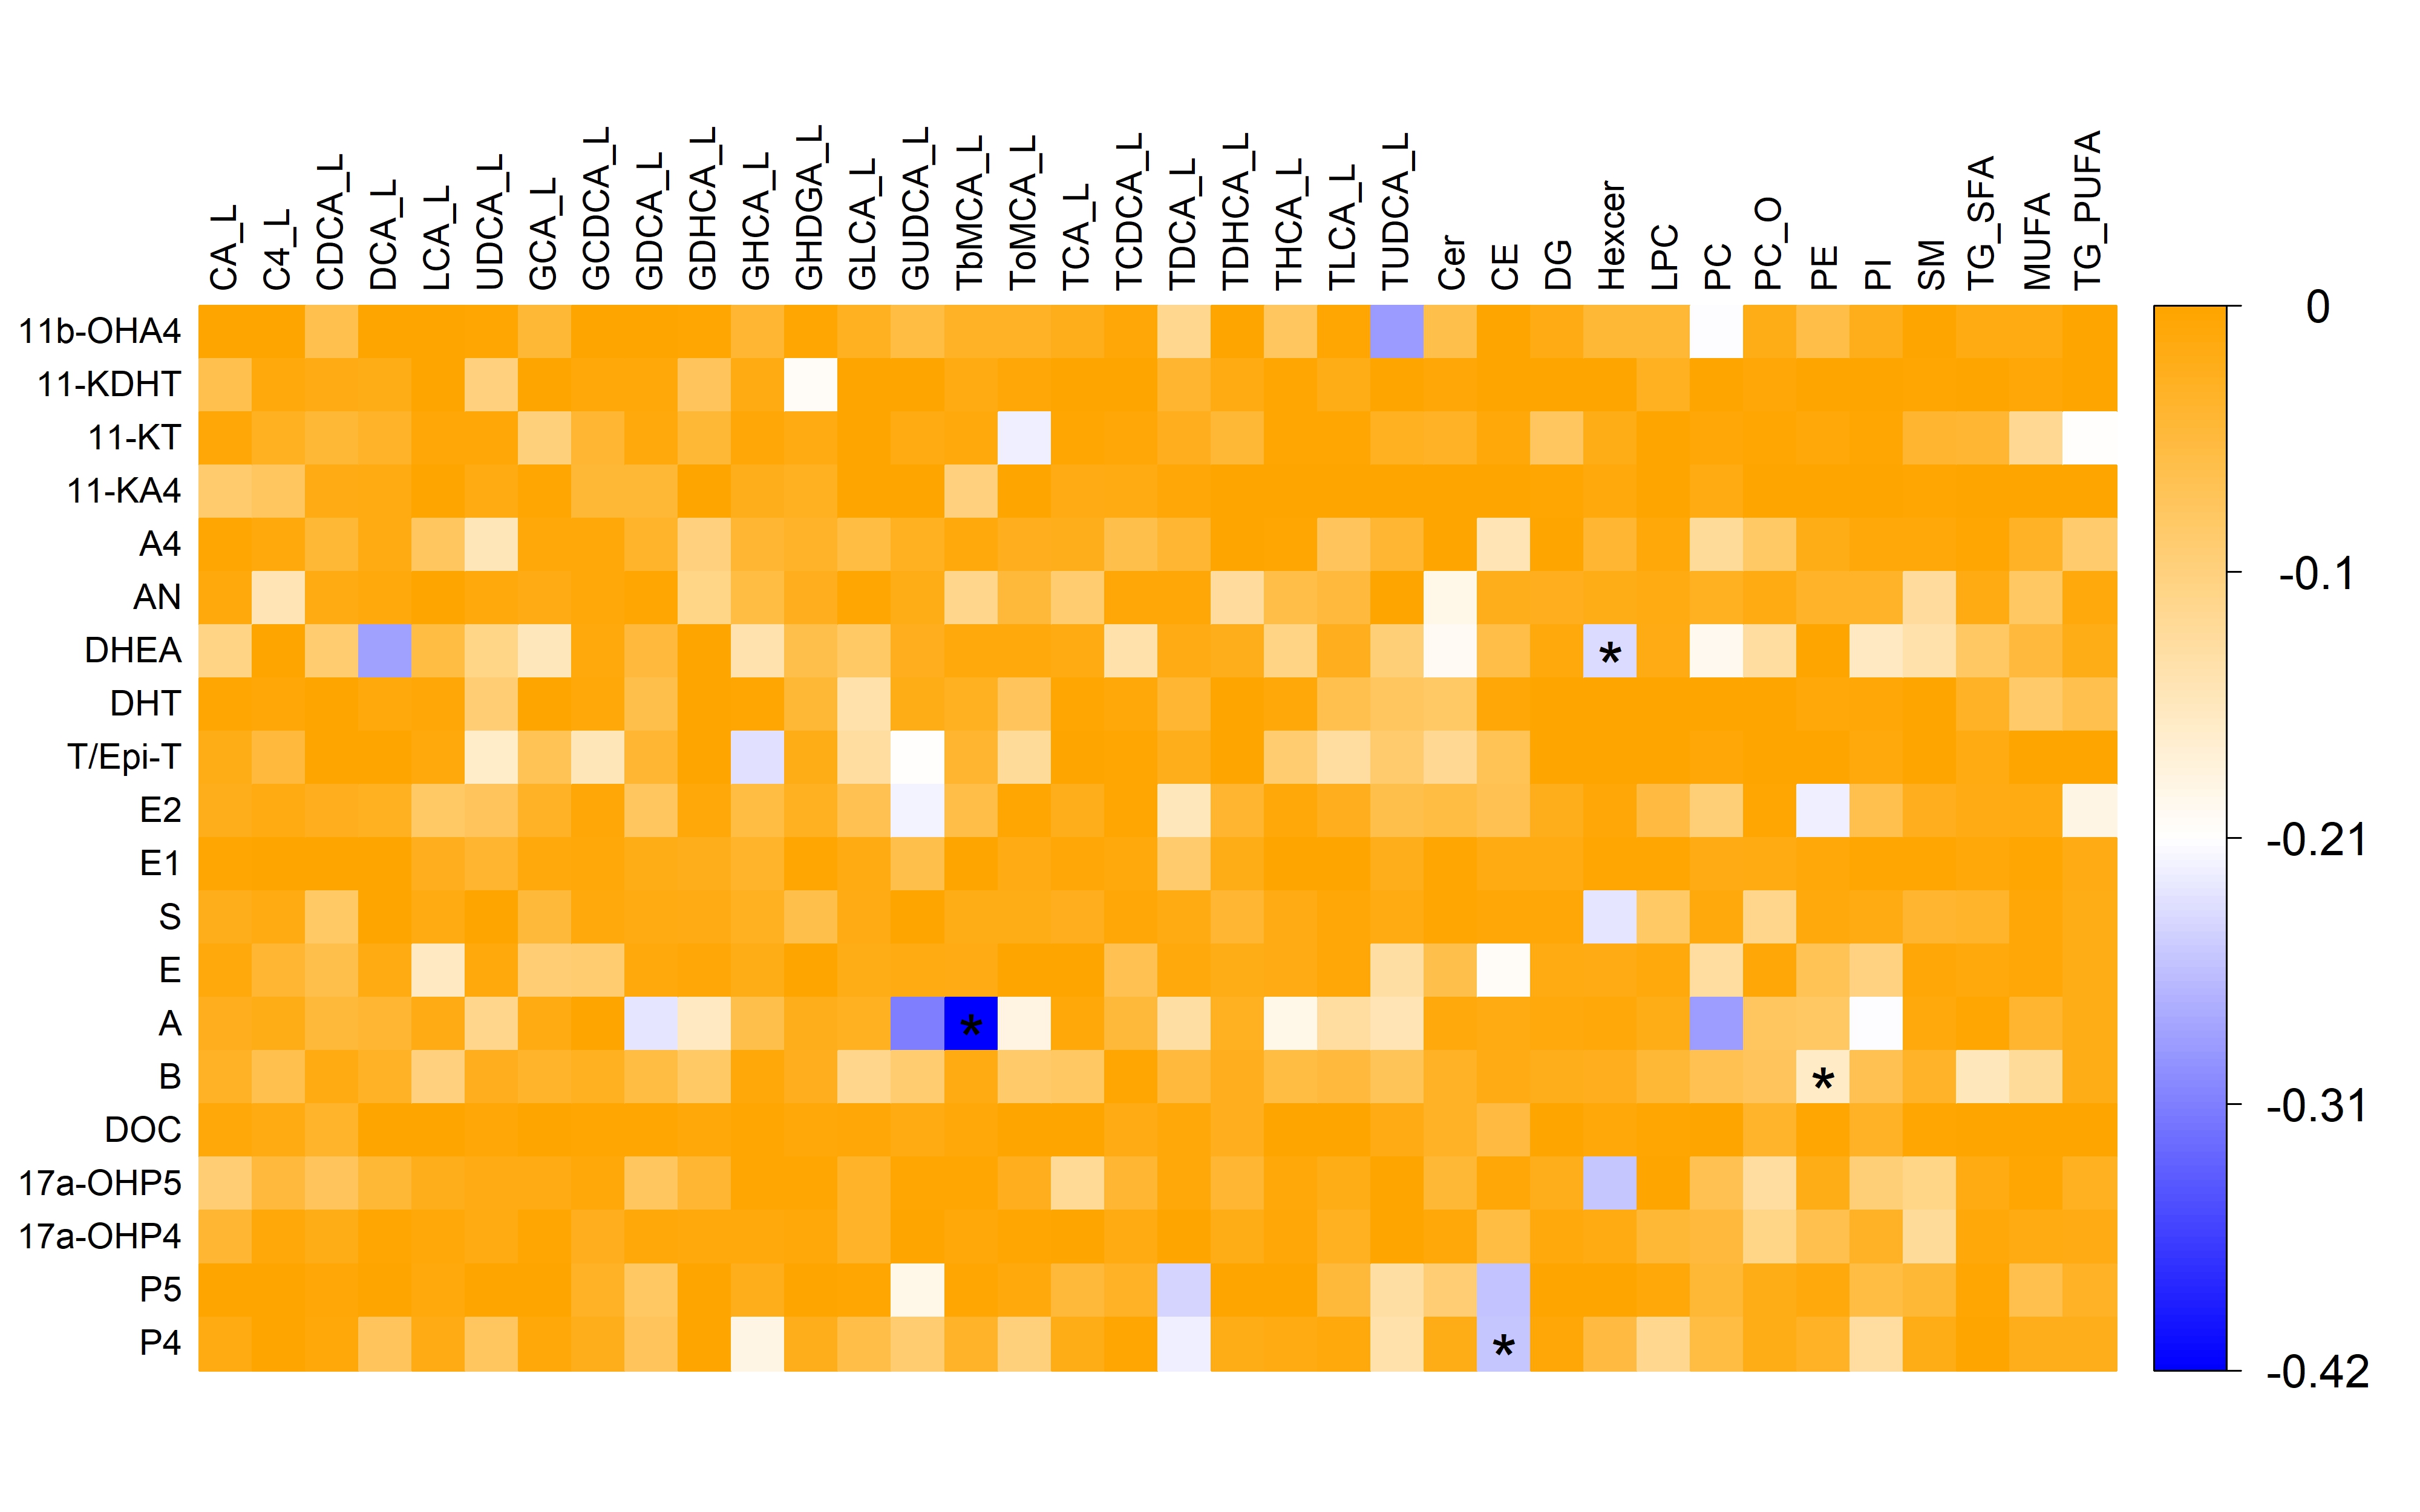 CA_L
C4_L
CDCA_L
DCA_L
LCA_L
UDCA_L
GCA_L
GCDCA_L
GDCA_L
GDHCA_L
GHCA_L
GHDGA_L
GLCA_L
GUDCA_L
TbMCA_L
ToMCA_L
TCA_L
TCDCA_L
TDCA_L
TDHCA_L
THCA_L
TLCA_L
TUDCA_L
Cer
CE
DG
Hexcer
LPC
PC
PC_O
PE
PI
SM
TG_SFA
MUFA
TG_PUFA
11b-OHA4
11-KDHT
11-KT
11-KA4
A4
AN
DHEA
*
DHT
T/Epi-T
E2
E1
S
E
A
*
B
*
DOC
17a-OHP5
17a-OHP4
P5
P4
*
0
-0.1
-0.21
-0.31
-0.42